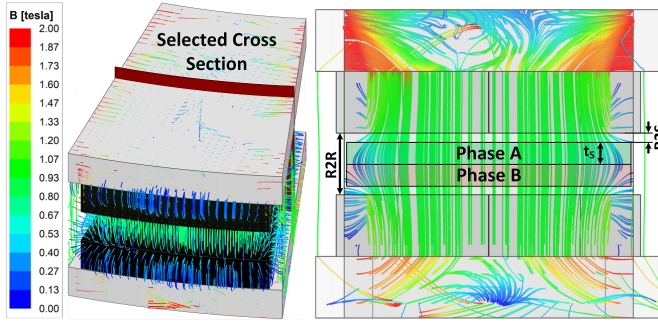 B [tesla]
2.00
1.87
1.73
1.60
1.47
1.33
1.20
1.07
0.93
0.80
0.67
0.53
0.40
0.27
0.13
0.00
Selected Cross
Section
R2R
Phase A
tS
Phase B